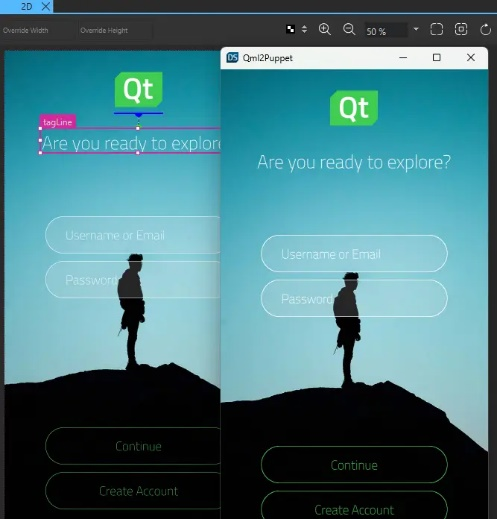 2D
Override Width
Override Height
50 %
DS
Qml2Puppet
Qt
tagLine
Are you ready to explore
Username or Email
Password
Continue
Create Account
Qt
Are you ready to explore?
Username or Email
Password
Continue
Create Account